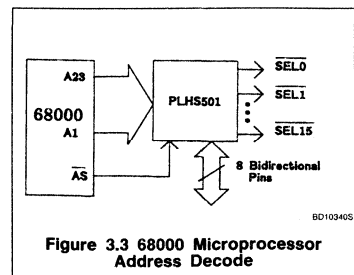 A23
68000
A1
AS
PLHS501
SEL0
SEL1
SEL15
8 Bidirectional
Pins
BD10340S
Figure 3.3 68000 Microprocessor
Address Decode